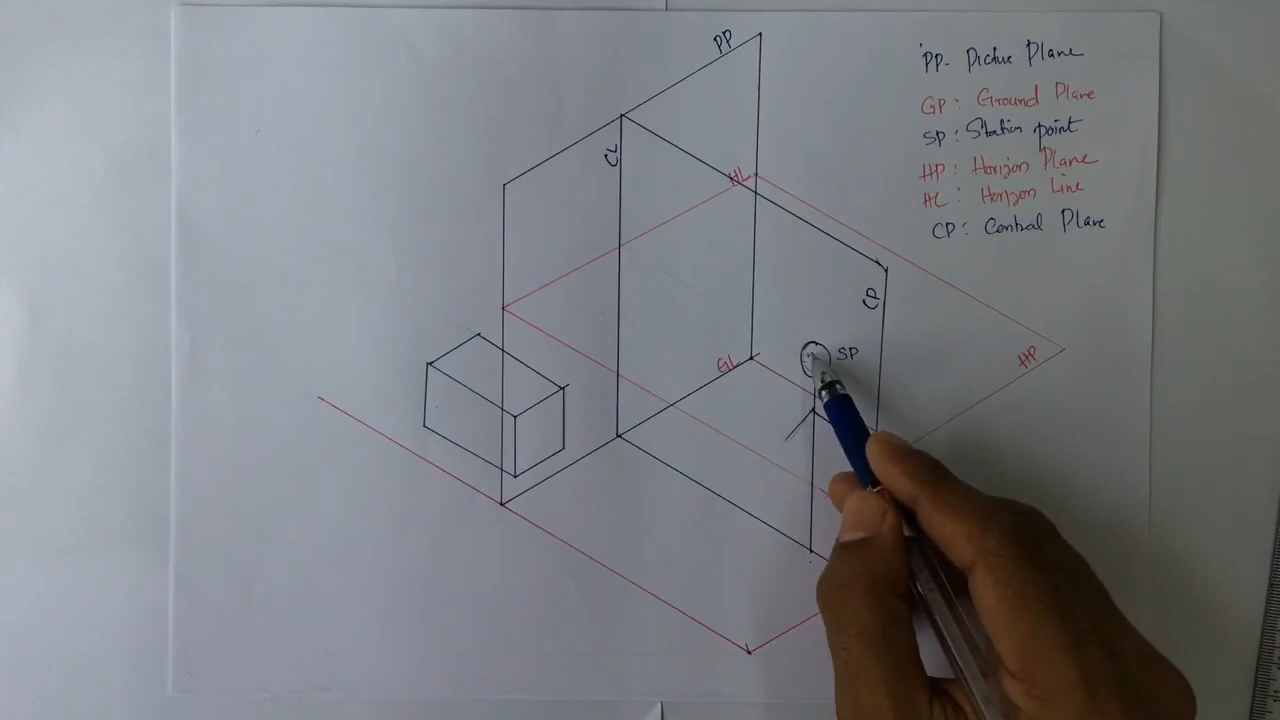 PP
CL
HL
CP
SP
GL
HP
PP- Pictue Plane
GP: Ground Plane
SP: Station point
HP: Horizon Plane
HL: Horizon Line
CP: Central Plane